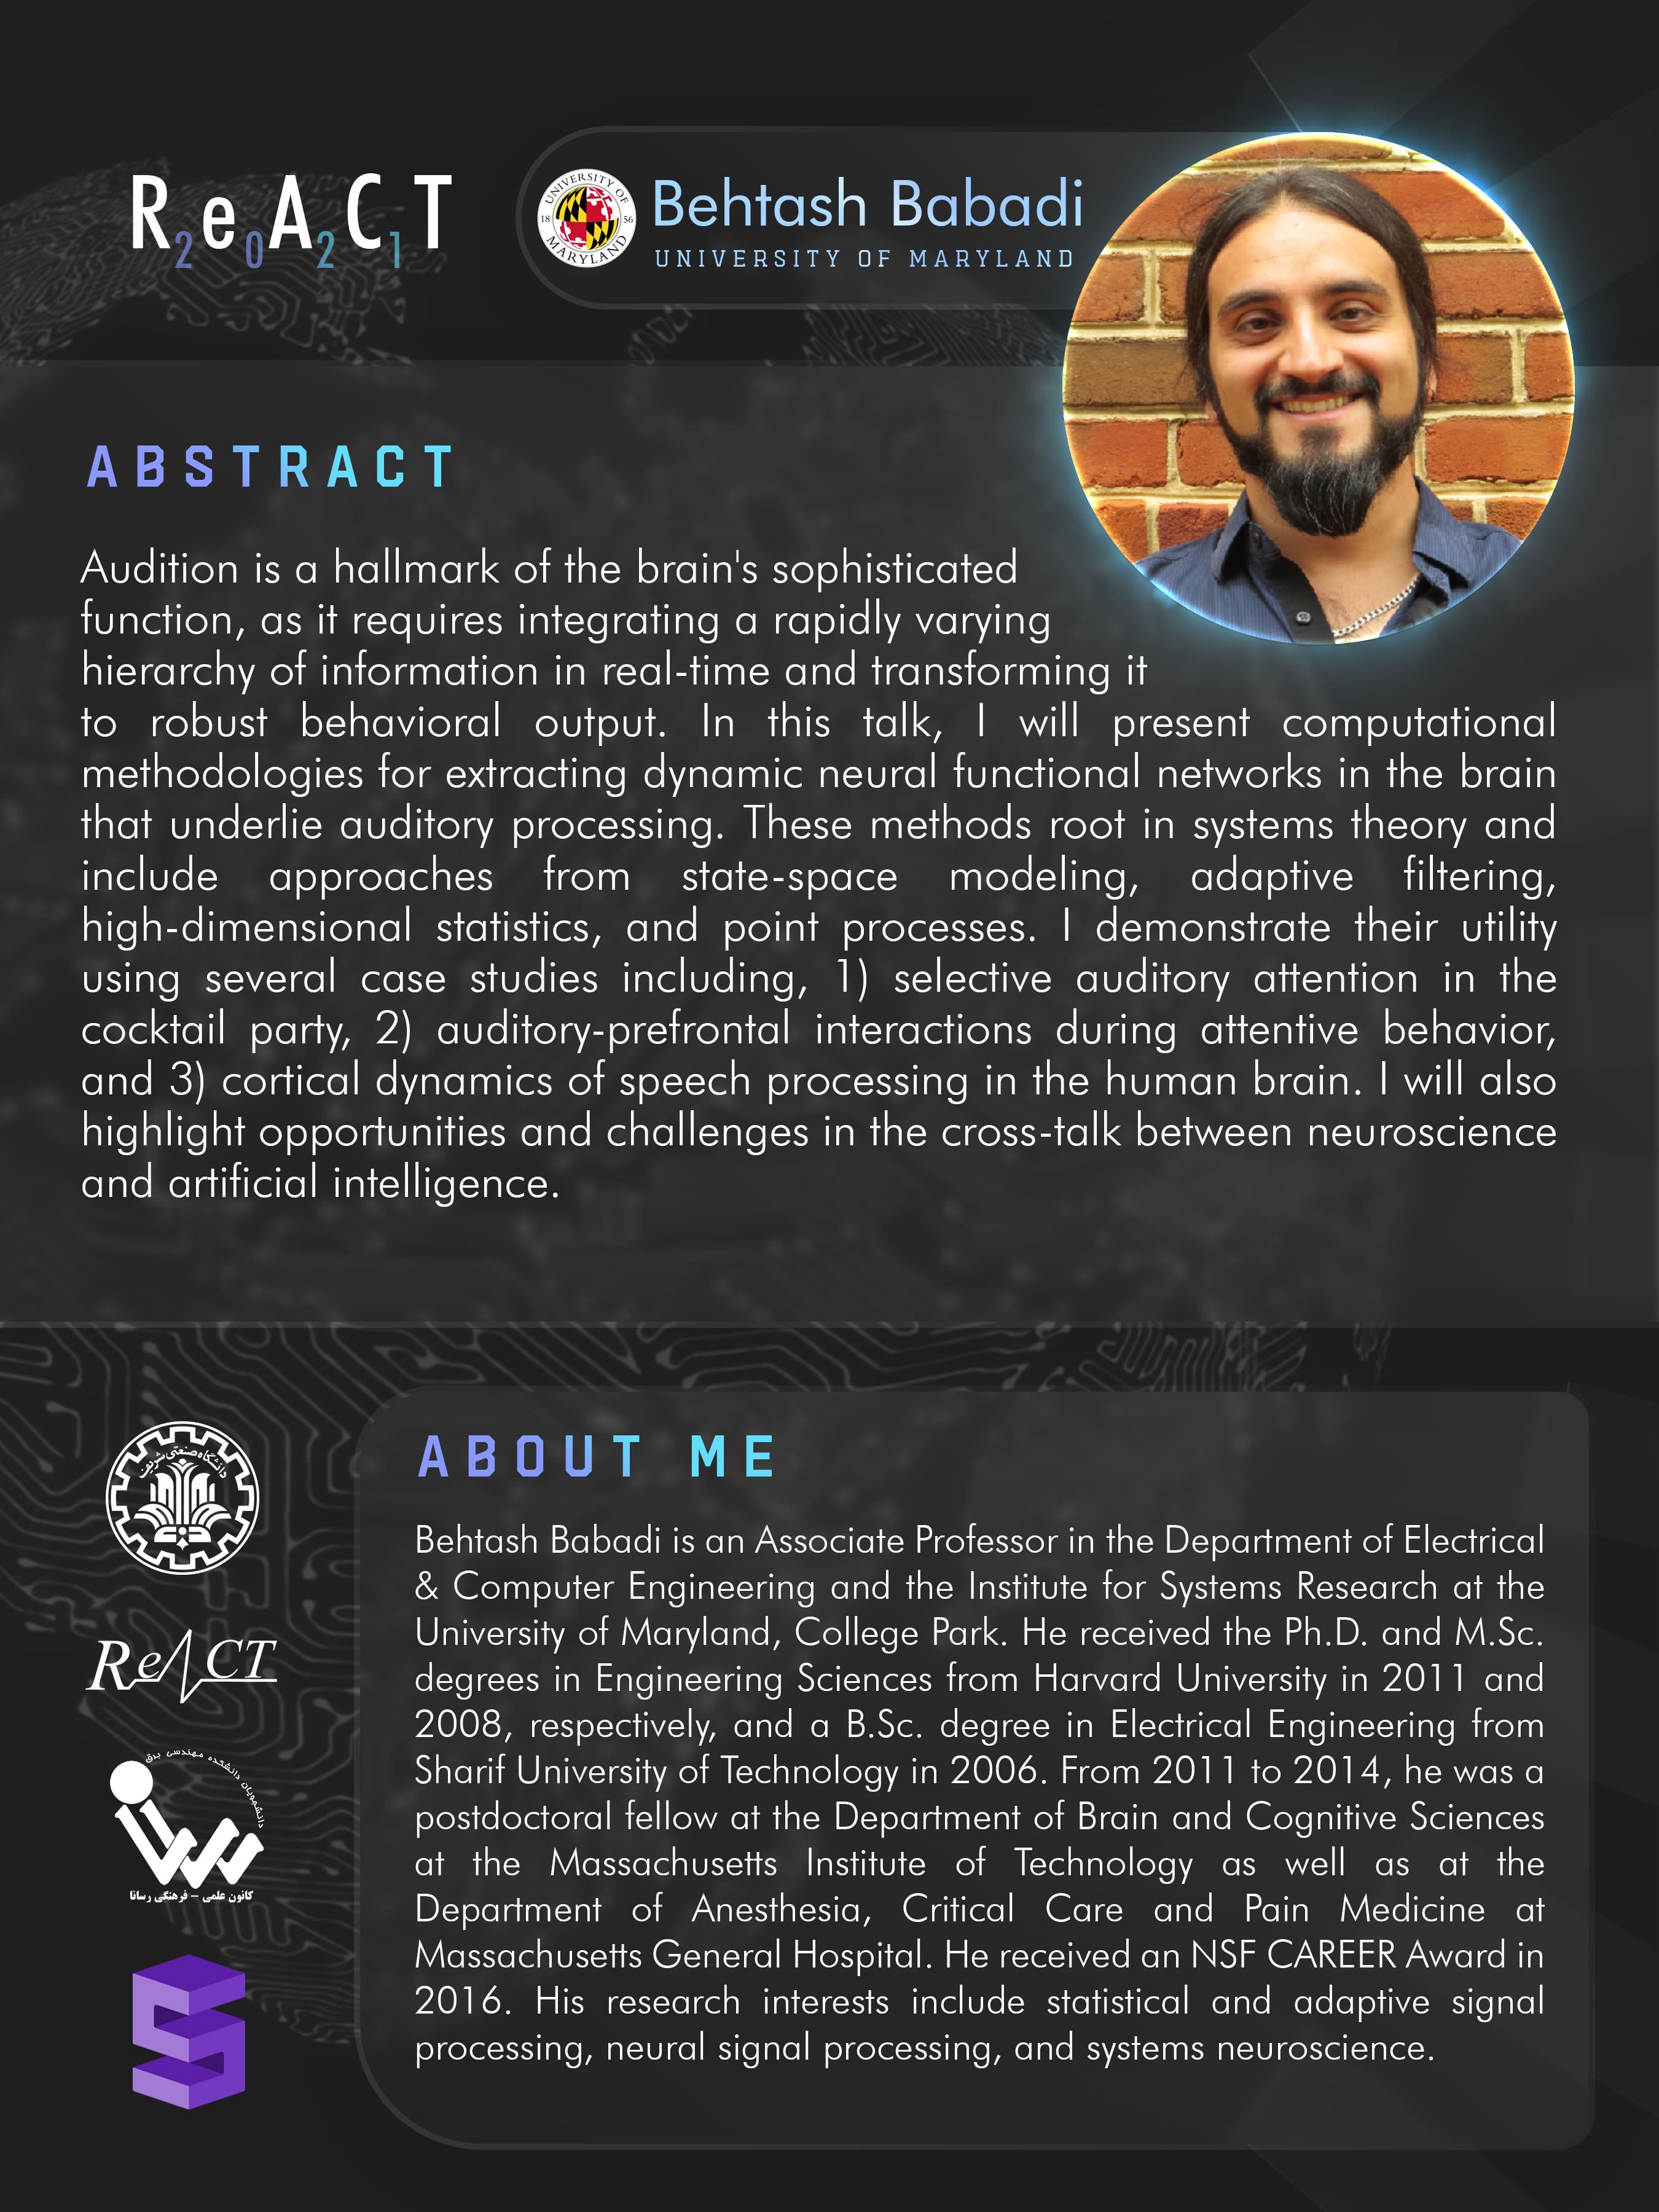 ReACT
2021
UNIVERSITY OF MARYLAND
18 56
Behtash Babadi
UNIVERSITY OF MARYLAND
ABSTRACT
Audition is a hallmark of the brain's sophisticated
function, as it requires integrating a rapidly varying
hierarchy of information in real-time and transforming it
to robust behavioral output. In this talk, I will present computational
methodologies for extracting dynamic neural functional networks in the brain
that underlie auditory processing. These methods root in systems theory and
include approaches from state-space modeling, adaptive filtering,
high-dimensional statistics, and point processes. I demonstrate their utility
using several case studies including, 1) selective auditory attention in the
cocktail party, 2) auditory-prefrontal interactions during attentive behavior,
and 3) cortical dynamics of speech processing in the human brain. I will also
highlight opportunities and challenges in the cross-talk between neuroscience
and artificial intelligence.
دانشگاه صنعتی شریف
ReACT
دانشجویان دانشکده مهندسی برق
کانون علمی - فرهنگی رسانا
ABOUT ME
Behtash Babadi is an Associate Professor in the Department of Electrical
& Computer Engineering and the Institute for Systems Research at the
University of Maryland, College Park. He received the Ph.D. and M.Sc.
degrees in Engineering Sciences from Harvard University in 2011 and
2008, respectively, and a B.Sc. degree in Electrical Engineering from
Sharif University of Technology in 2006. From 2011 to 2014, he was a
postdoctoral fellow at the Department of Brain and Cognitive Sciences
at the Massachusetts Institute of Technology as well as at the
Department of Anesthesia, Critical Care and Pain Medicine at
Massachusetts General Hospital. He received an NSF CAREER Award in
2016. His research interests include statistical and adaptive signal
processing, neural signal processing, and systems neuroscience.